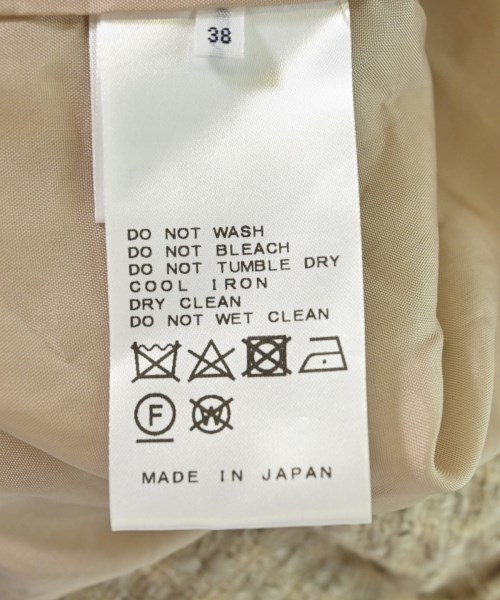 38
DO NOT WASH
DO NOT BLEACH
DO NOT TUMBLE DRY
COOL IRON
DRY CLEAN
DO NOT WET CLEAN
F W
MADE IN JAPAN